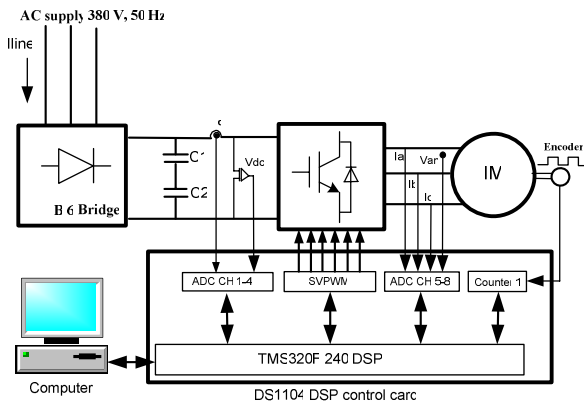 AC supply 380 V, 50 Hz
Iline
Encoder
C1
Vdc
Ia
Van
IM
C2
Ib
Ic
B 6 Bridge
ADC CH 1-4
SVPWM
ADC CH 5-8
Counter 1
TMS320F 240 DSP
Computer
DS1104 DSP control card